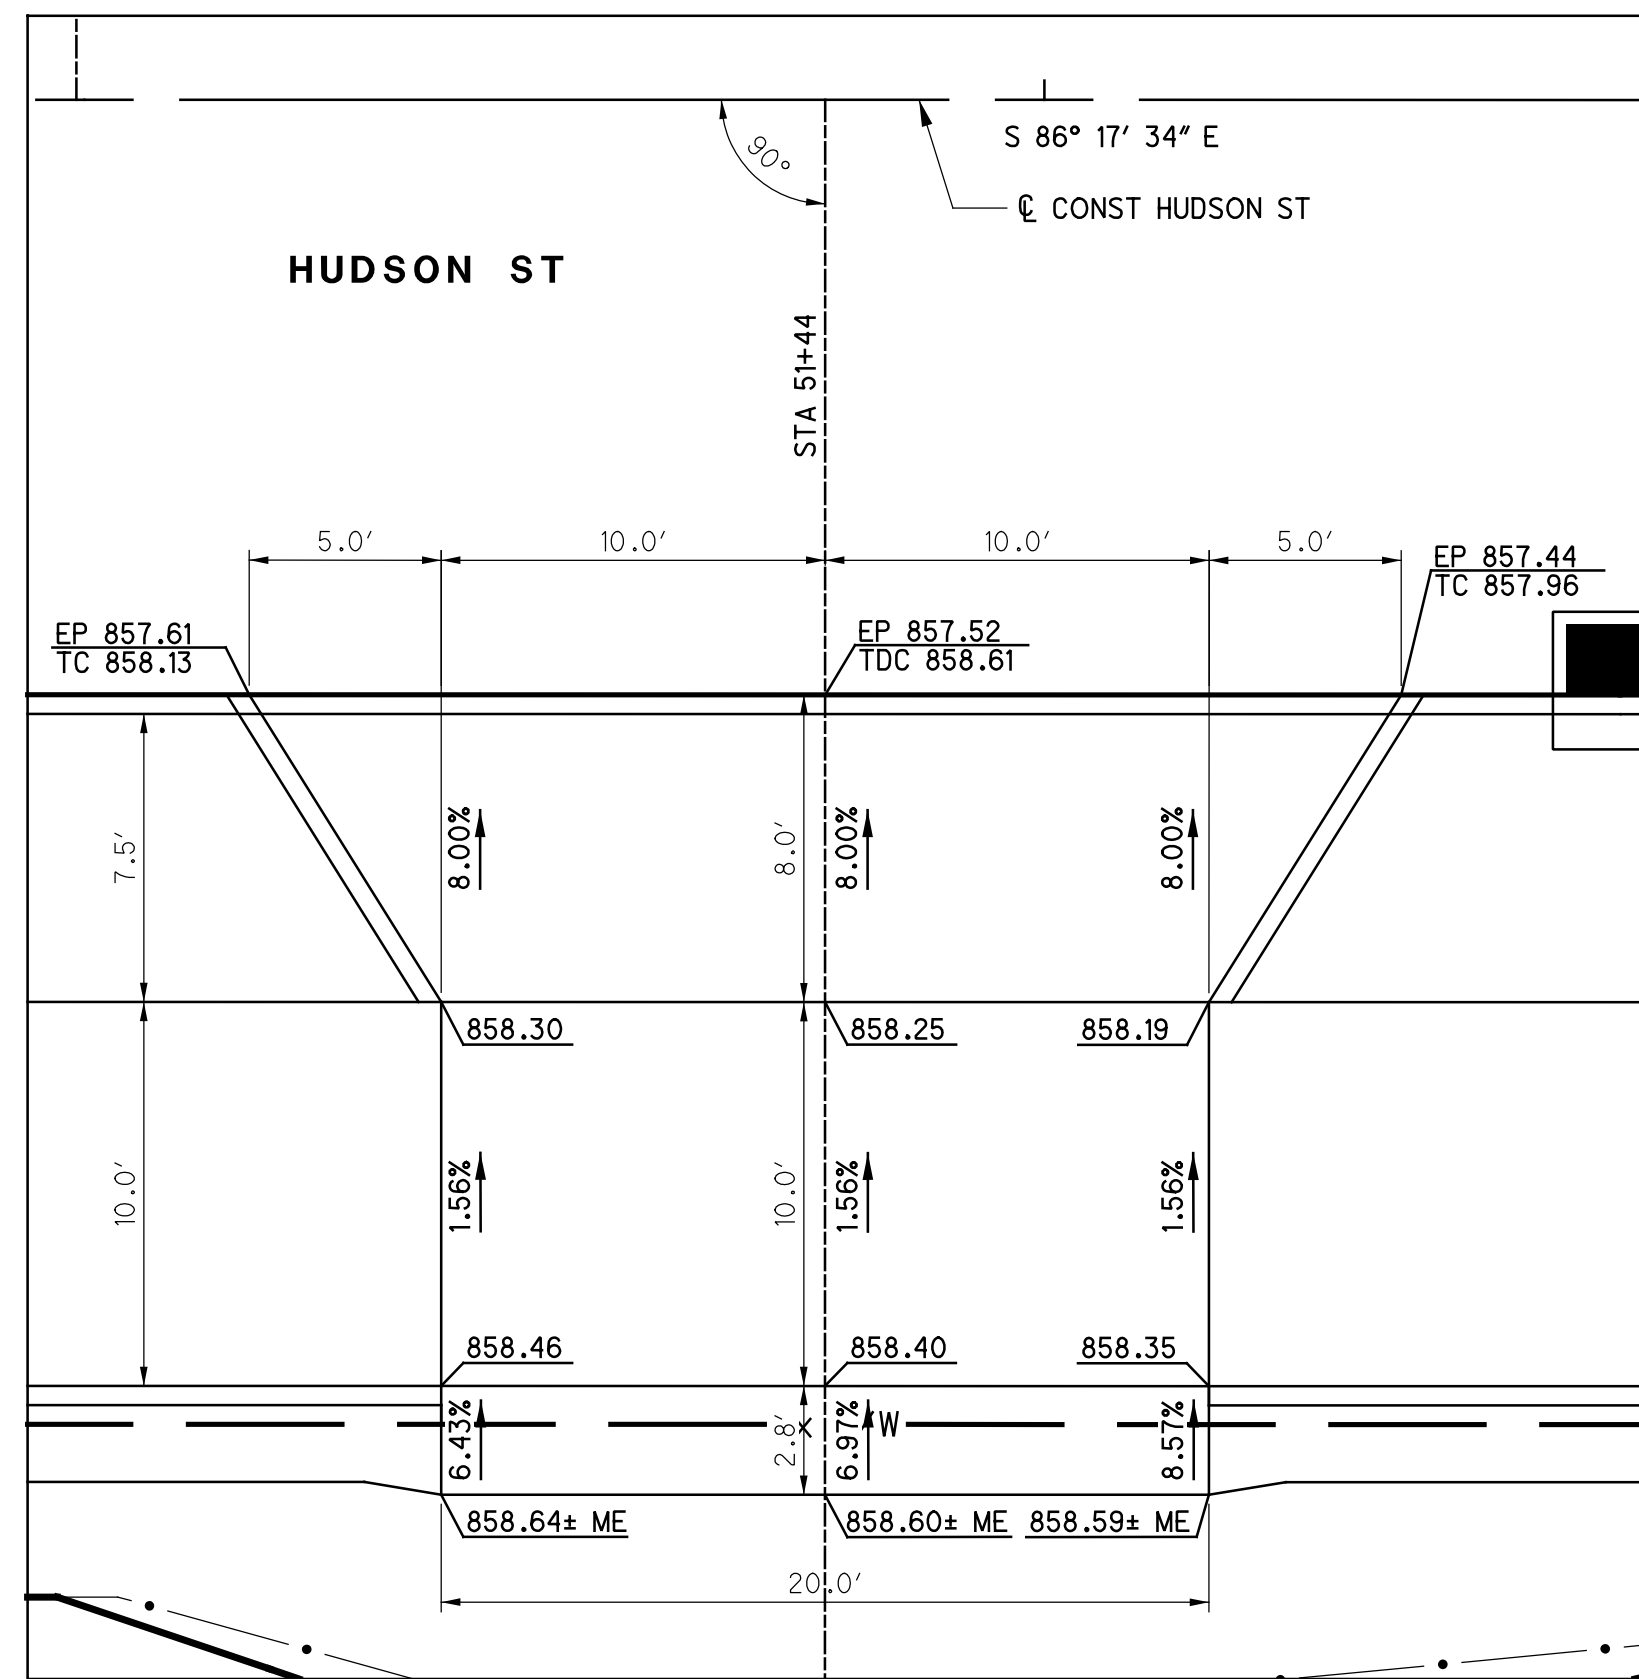 S 86° 17' 34" E
90°
℄ CONST HUDSON ST
HUDSON ST
STA 51+44
5.0'
10.0'
10.0'
5.0'
EP 857.44
TC 857.96
EP 857.61
TC 858.13
EP 857.52
TDC 858.61
7.5'
8.00%
8.0'
8.00%
8.00%
858.30
858.25
858.19
10.0'
1.56%
10.0'
1.56%
1.56%
858.46
858.40
858.35
6.43%
2.8'
6.97%
W
8.57%
858.64± ME
858.60± ME
858.59± ME
20.0'